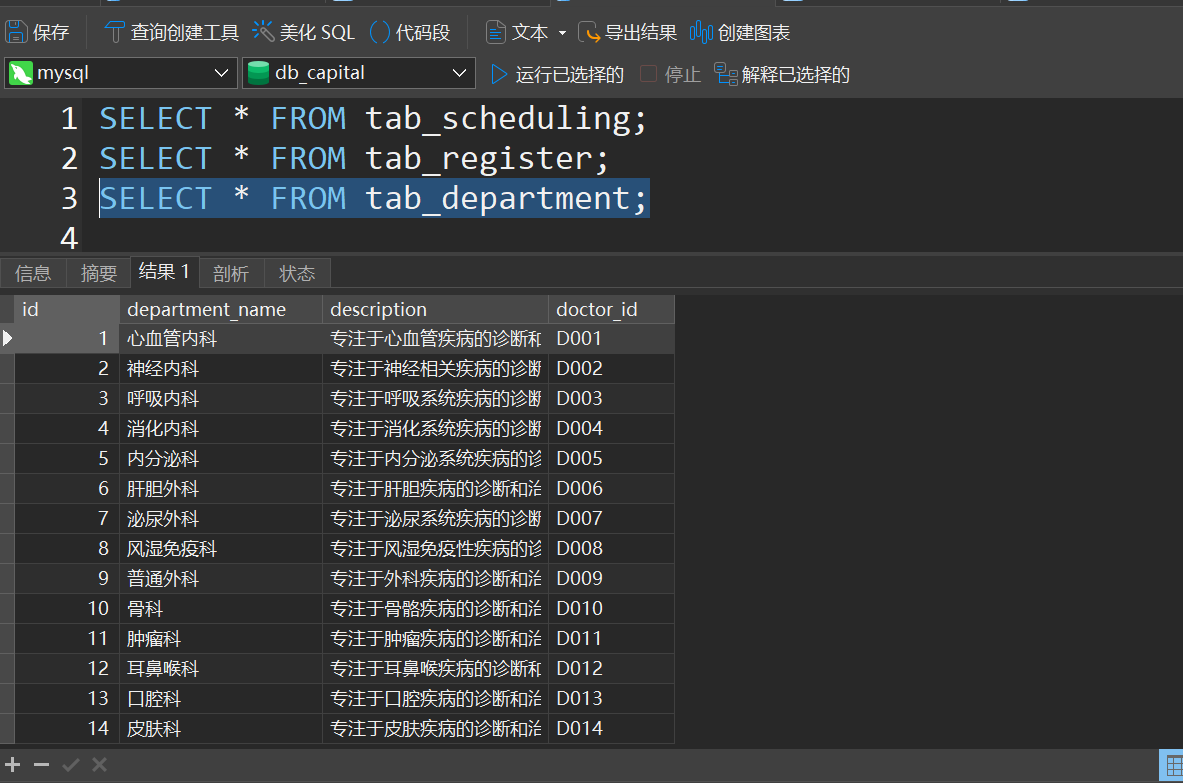 保存 查询创建工具 美化 SQL () 代码段 文本 导出结果 创建图表
mysql db_capital 运行已选择的 停止 解释已选择的
1 SELECT * FROM tab_scheduling;
2 SELECT * FROM tab_register;
3 SELECT * FROM tab_department;
4
信息 摘要 结果 1 剖析 状态
id department_name description doctor_id
1 心血管内科 专注于心血管疾病的诊断和 D001
2 神经内科 专注于神经相关疾病的诊断 D002
3 呼吸内科 专注于呼吸系统疾病的诊断 D003
4 消化内科 专注于消化系统疾病的诊断 D004
5 内分泌科 专注于内分泌系统疾病的诊 D005
6 肝胆外科 专注于肝胆疾病的诊断和治 D006
7 泌尿外科 专注于泌尿系统疾病的诊断 D007
8 风湿免疫科 专注于风湿免疫性疾病的诊 D008
9 普通外科 专注于外科疾病的诊断和治 D009
10 骨科 专注于骨骼疾病的诊断和治 D010
11 肿瘤科 专注于肿瘤疾病的诊断和治 D011
12 耳鼻喉科 专注于耳鼻喉疾病的诊断和 D012
13 口腔科 专注于口腔疾病的诊断和治 D013
14 皮肤科 专注于皮肤疾病的诊断和治 D014